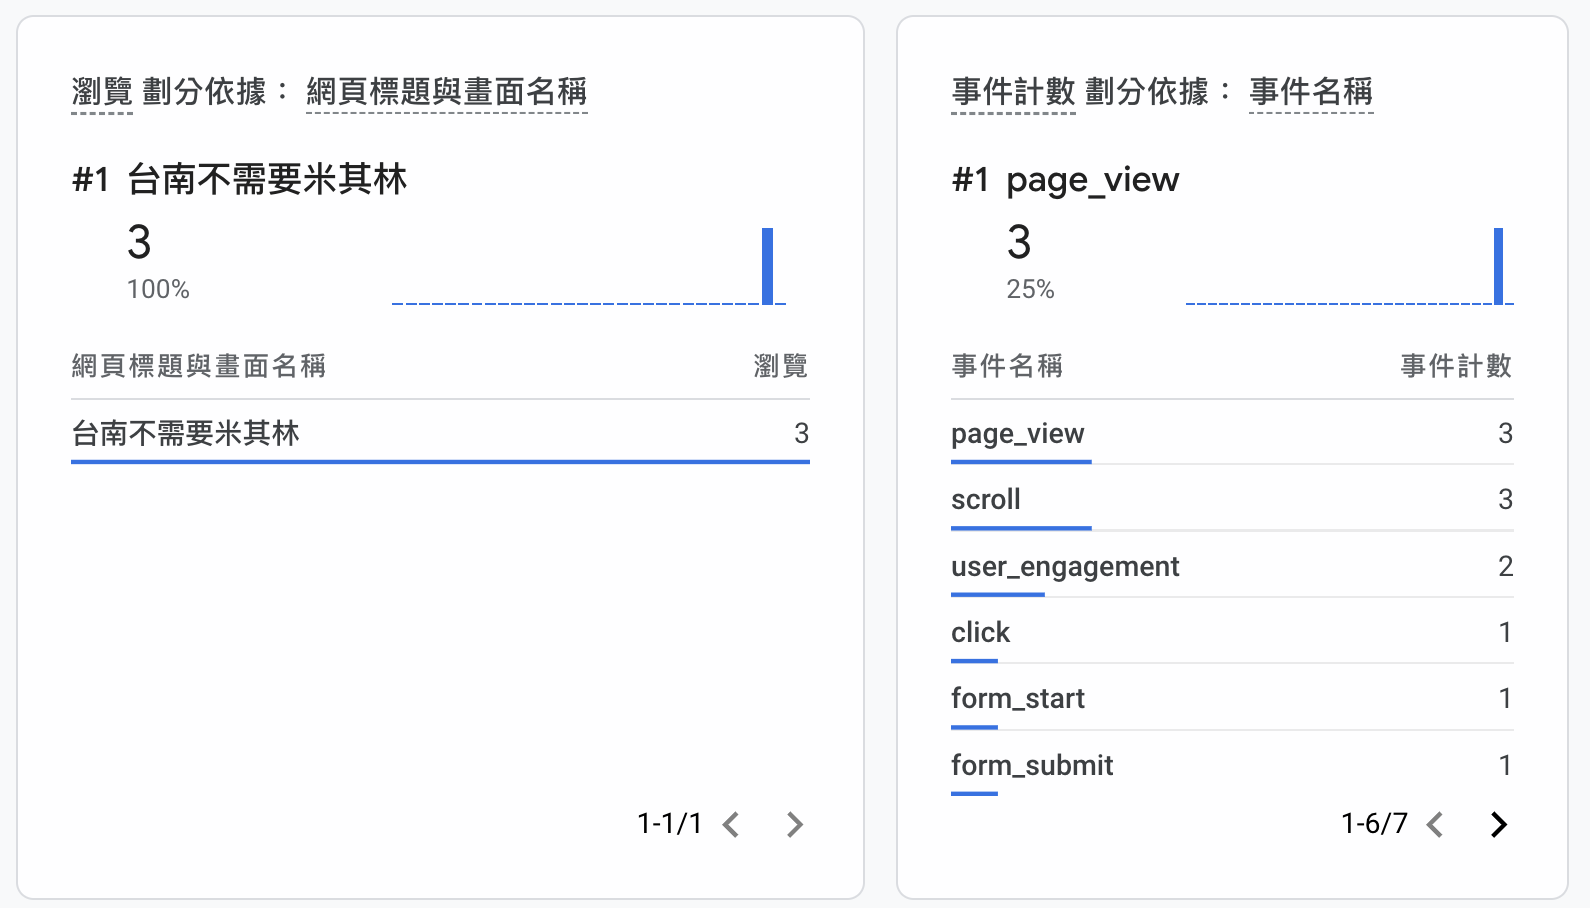 瀏覽 劃分依據： 網頁標題與畫面名稱
#1 台南不需要米其林
3
100%
網頁標題與畫面名稱 瀏覽
台南不需要米其林 3
1-1/1
事件計數 劃分依據： 事件名稱
#1 page_view
3
25%
事件名稱 事件計數
page_view 3
scroll 3
user_engagement 2
click 1
form_start 1
form_submit 1
1-6/7